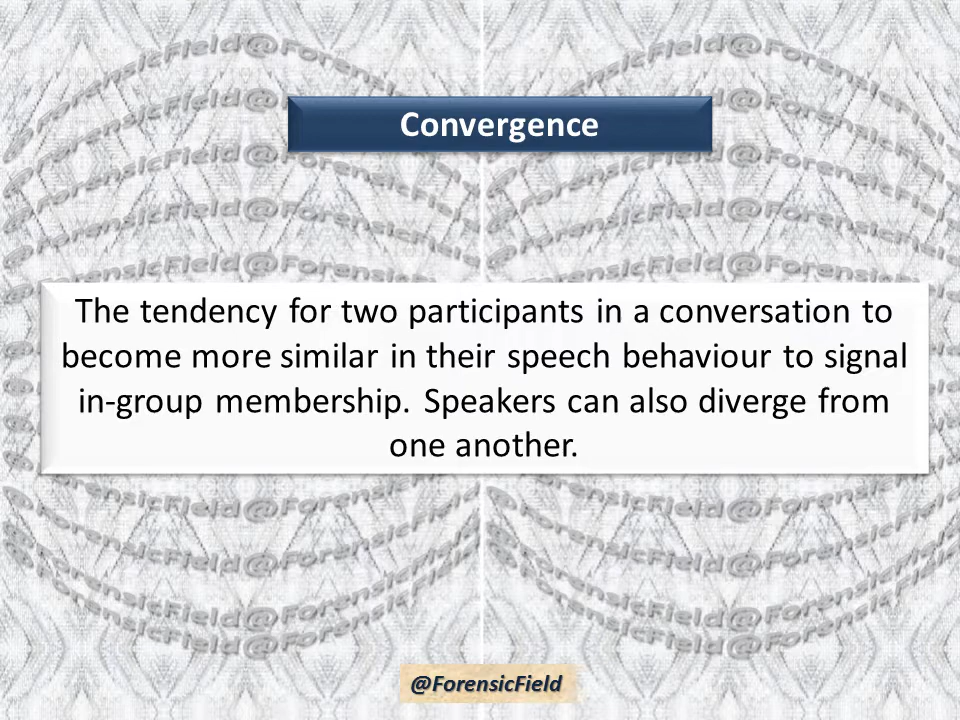 Convergence
The tendency for two participants in a conversation to
become more similar in their speech behaviour to signal
in-group membership. Speakers can also diverge from
one another.
@ForensicField